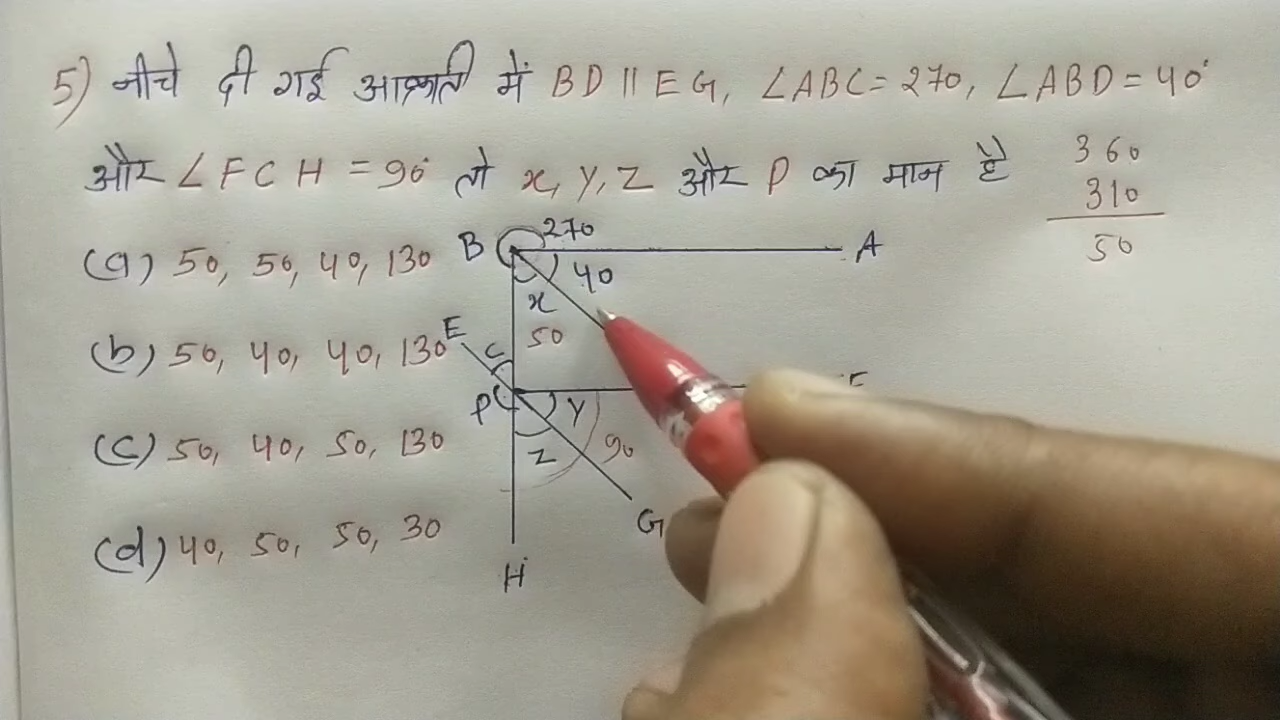 5) नीचे दी गई आकृती में BD || EG, ∠ABC = 270, ∠ABD = 40°
और ∠FCH = 90° तो x, y, z और P का मान है
360
310
50
(a) 50, 50, 40, 130
(b) 50, 40, 40, 130
(c) 50, 40, 50, 130
(d) 40, 50, 50, 30
B 270 A
40
x
50
E
C
P y
90
z
G
H